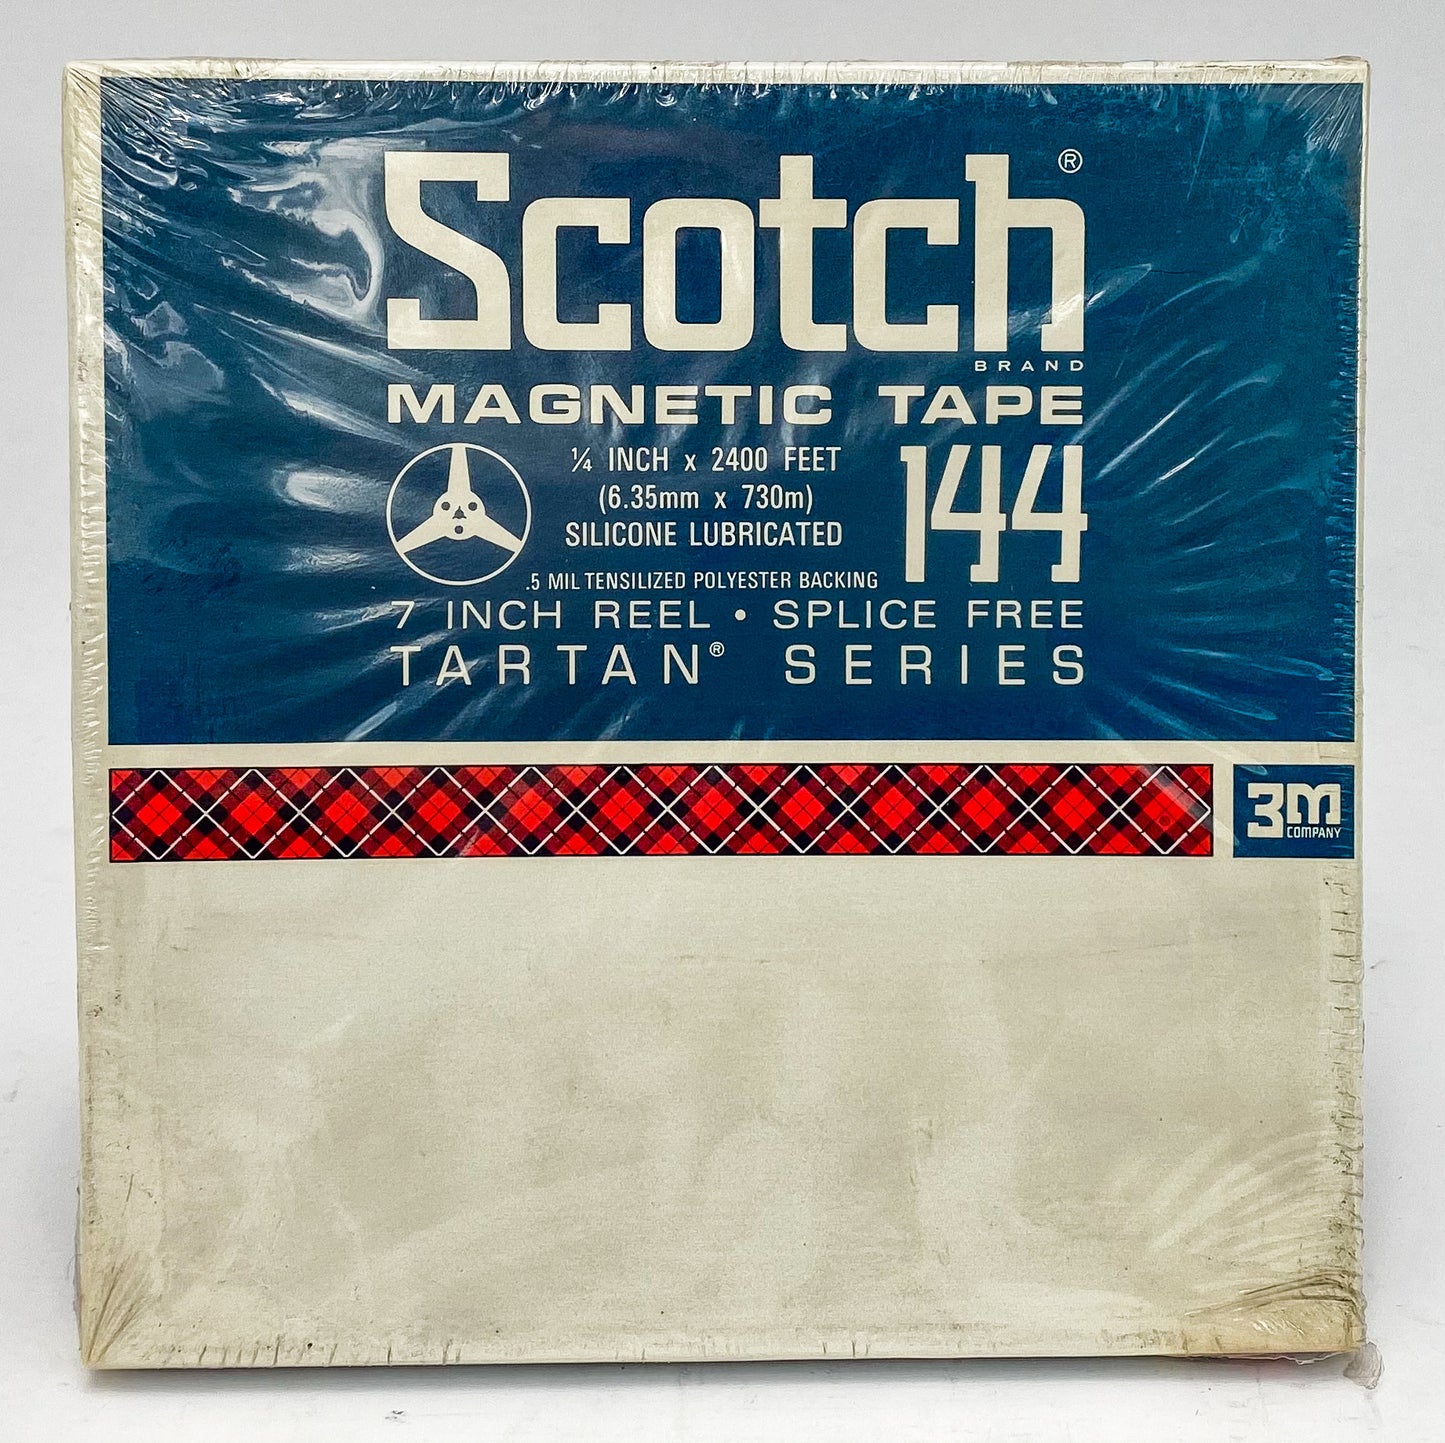 Scotch®
BRAND
MAGNETIC TAPE
¼ INCH x 2400 FEET
(6.35mm x 730m)
SILICONE LUBRICATED
144
.5 MIL TENSILIZED POLYESTER BACKING
7 INCH REEL • SPLICE FREE
TARTAN® SERIES
3M
COMPANY